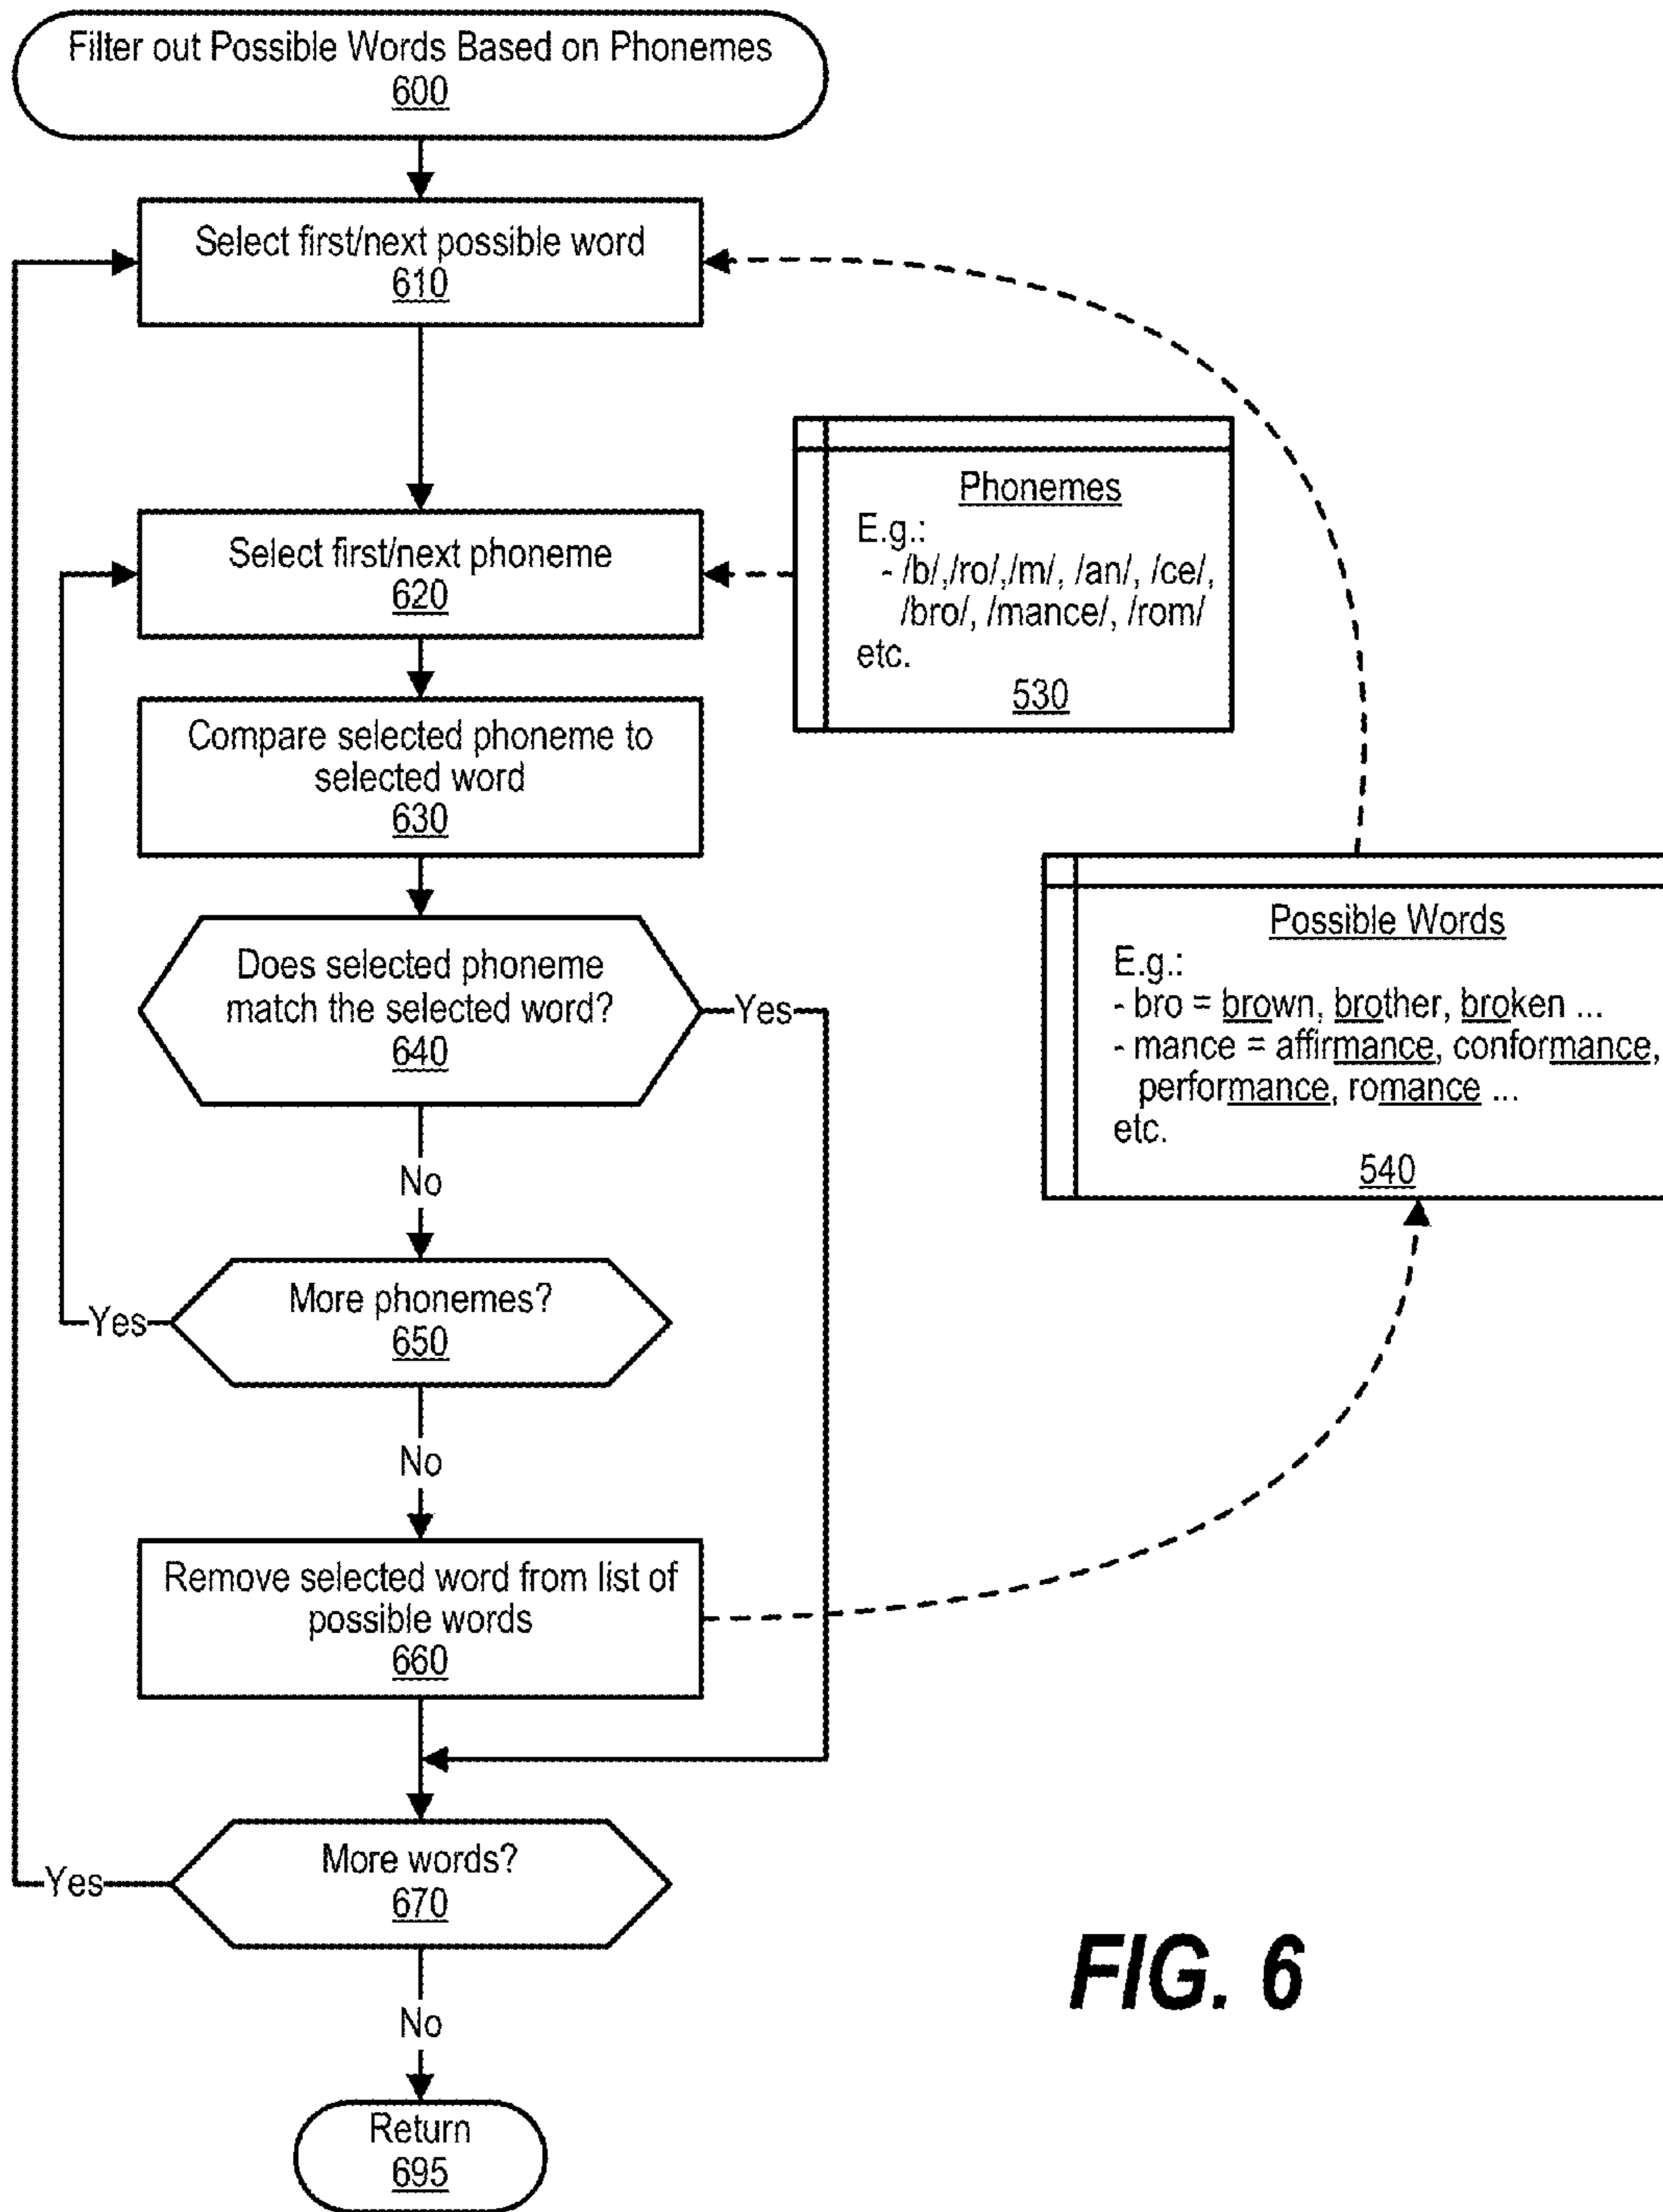 Filter out Possible Words Based on Phonemes
600
Select first/next possible word
610
Select first/next phoneme
620
Phonemes
E.g.:
- /b/,/ro/,/m/, /an/, /ce/,
/bro/, /mance/, /rom/
etc.
530
Compare selected phoneme to
selected word
630
Does selected phoneme
match the selected word?
640
Yes
No
Possible Words
E.g.:
- bro = brown, brother, broken ...
- mance = affirmance, conformance,
performance, romance ...
etc.
540
More phonemes?
650
Yes
No
Remove selected word from list of
possible words
660
More words?
670
Yes
No
Return
695
FIG. 6